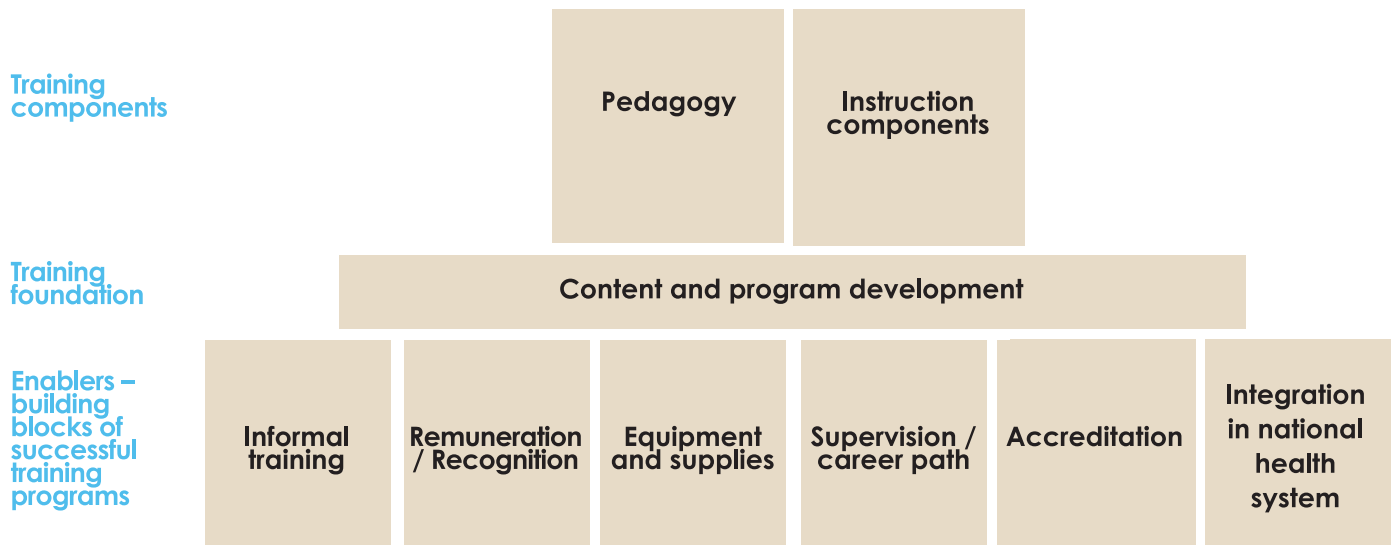 Training
components
Pedagogy
Instruction
components
Training
foundation
Content and program development
Enablers –
building
blocks of
successful
training
programs
Informal
training
Remuneration
/ Recognition
Equipment
and supplies
Supervision /
career path
Accreditation
Integration
in national
health
system